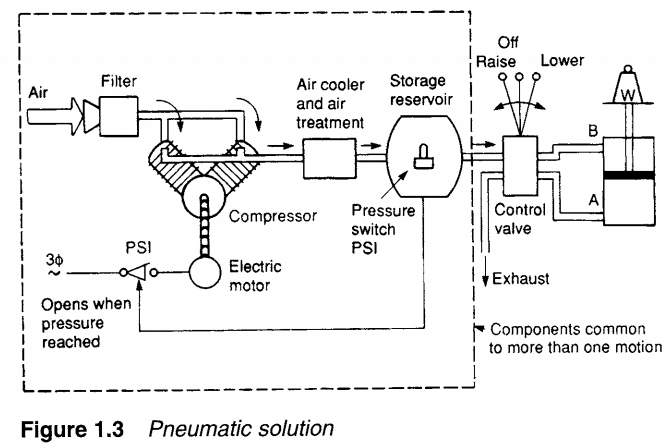 Air
Filter
Air cooler
and air
treatment
Storage
reservoir
Off
Raise
Lower
W
B
A
Compressor
Pressure
switch
PSI
Control
valve
3ϕ
~
PSI
Electric
motor
Exhaust
Opens when
pressure
reached
Components common
to more than one motion
Figure 1.3 Pneumatic solution